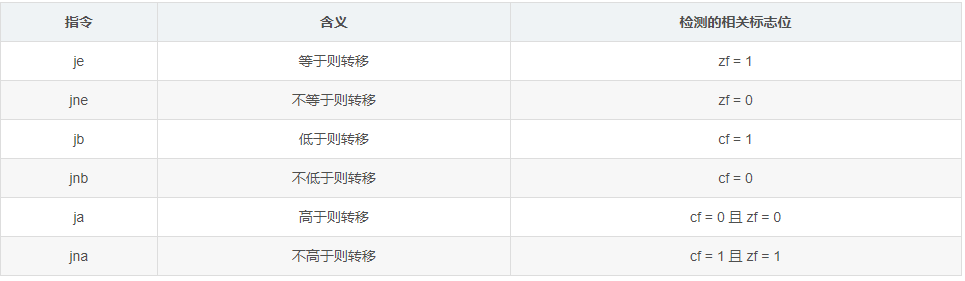 指令 含义 检测的相关标志位
je 等于则转移 zf = 1
jne 不等于则转移 zf = 0
jb 低于则转移 cf = 1
jnb 不低于则转移 cf = 0
ja 高于则转移 cf = 0 且 zf = 0
jna 不高于则转移 cf = 1 且 zf = 1